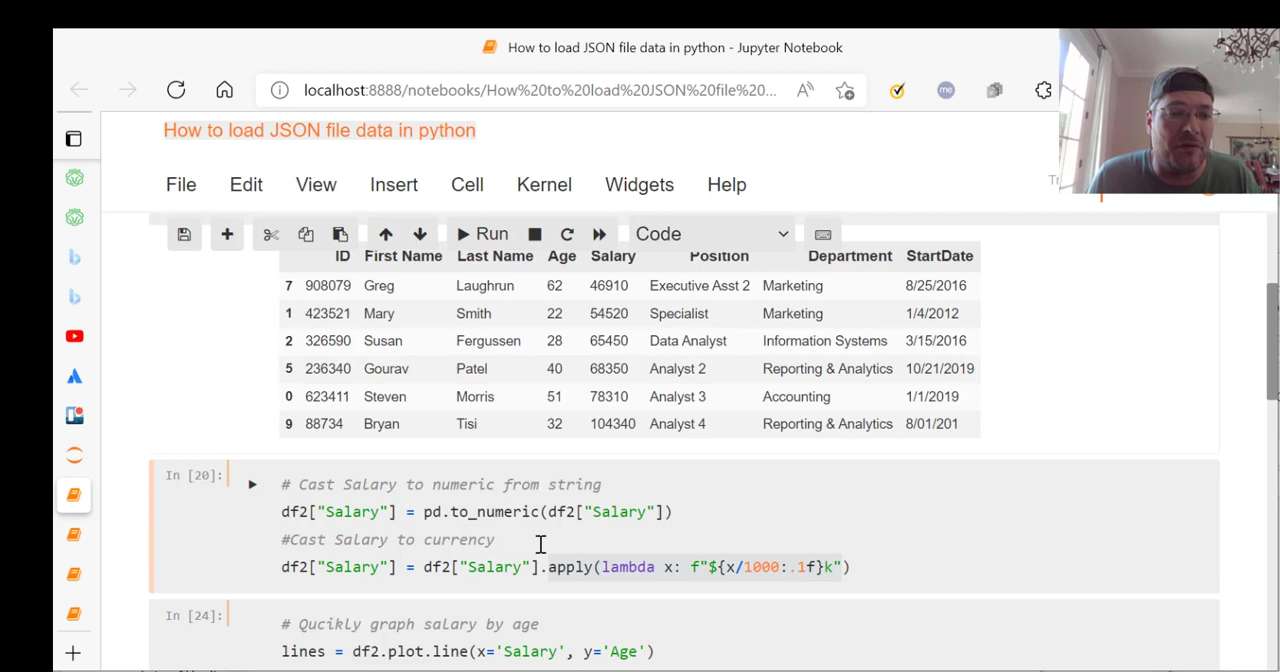 How to load JSON file data in python - Jupyter Notebook
localhost:8888/notebooks/How%20to%20load%20JSON%20file%20...
me
How to load JSON file data in python
File Edit View Insert Cell Kernel Widgets Help
Run Code
ID First Name Last Name Age Salary Position Department StartDate
7 908079 Greg Laughrun 62 46910 Executive Asst 2 Marketing 8/25/2016
1 423521 Mary Smith 22 54520 Specialist Marketing 1/4/2012
2 326590 Susan Fergussen 28 65450 Data Analyst Information Systems 3/15/2016
5 236340 Gourav Patel 40 68350 Analyst 2 Reporting & Analytics 10/21/2019
0 623411 Steven Morris 51 78310 Analyst 3 Accounting 1/1/2019
9 88734 Bryan Tisi 32 104340 Analyst 4 Reporting & Analytics 8/01/201
In [20]: # Cast Salary to numeric from string
df2["Salary"] = pd.to_numeric(df2["Salary"])
#Cast Salary to currency
df2["Salary"] = df2["Salary"].apply(lambda x: f"${x/1000:.1f}k")
In [24]: # Qucikly graph salary by age
lines = df2.plot.line(x='Salary', y='Age')